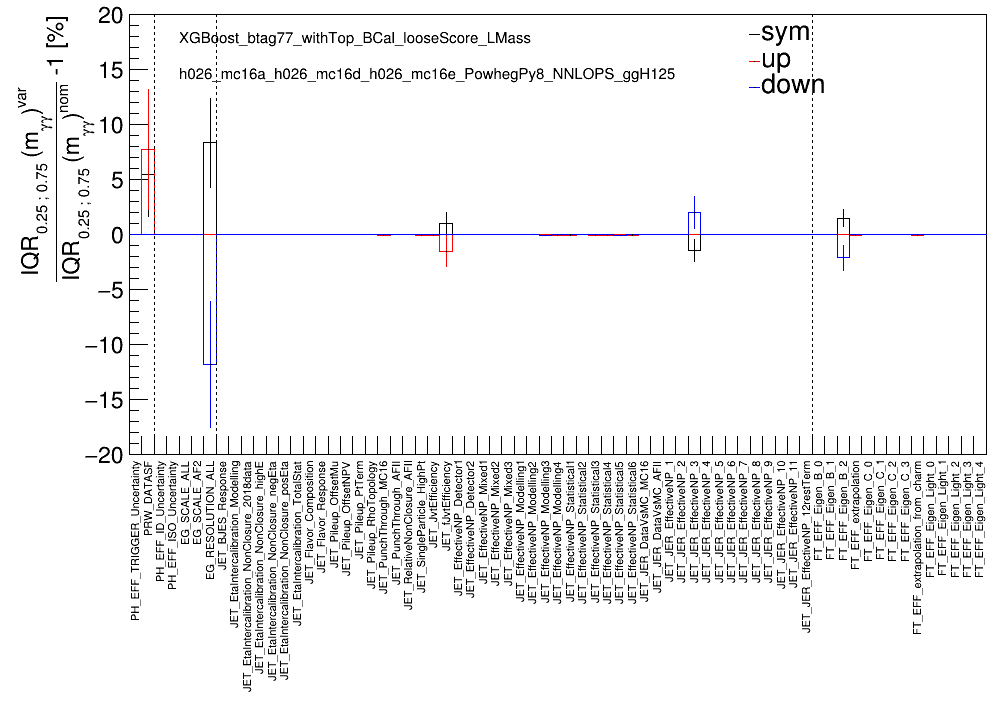 20
15
10
5
0
−5
−10
−15
−20
IQR0.25 ; 0.75 (mγγ)var
IQR0.25 ; 0.75 (mγγ)nom -1 [%]
XGBoost_btag77_withTop_BCal_looseScore_LMass
h026_mc16a_h026_mc16d_h026_mc16e_PowhegPy8_NNLOPS_ggH125
sym
up
down
PH_EFF_TRIGGER_Uncertainty
PRW_DATASF
PH_EFF_ID_Uncertainty
PH_EFF_ISO_Uncertainty
EG_SCALE_ALL
EG_SCALE_AF2
EG_RESOLUTION_ALL
JET_BJES_Response
JET_EtaIntercalibration_Modelling
JET_EtaIntercalibration_NonClosure_2018data
JET_EtaIntercalibration_NonClosure_highE
JET_EtaIntercalibration_NonClosure_negEta
JET_EtaIntercalibration_NonClosure_posEta
JET_EtaIntercalibration_TotalStat
JET_Flavor_Composition
JET_Flavor_Response
JET_Pileup_OffsetMu
JET_Pileup_OffsetNPV
JET_Pileup_PtTerm
JET_Pileup_RhoTopology
JET_PunchThrough_MC16
JET_PunchThrough_AFII
JET_RelativeNonClosure_AFII
JET_SingleParticle_HighPt
JET_JvtEfficiency
JET_fJvtEfficiency
JET_EffectiveNP_Detector1
JET_EffectiveNP_Detector2
JET_EffectiveNP_Mixed1
JET_EffectiveNP_Mixed2
JET_EffectiveNP_Mixed3
JET_EffectiveNP_Modelling1
JET_EffectiveNP_Modelling2
JET_EffectiveNP_Modelling3
JET_EffectiveNP_Modelling4
JET_EffectiveNP_Statistical1
JET_EffectiveNP_Statistical2
JET_EffectiveNP_Statistical3
JET_EffectiveNP_Statistical4
JET_EffectiveNP_Statistical5
JET_EffectiveNP_Statistical6
JET_JER_DataVsMC_MC16
JET_JER_DataVsMC_AFII
JET_JER_EffectiveNP_1
JET_JER_EffectiveNP_2
JET_JER_EffectiveNP_3
JET_JER_EffectiveNP_4
JET_JER_EffectiveNP_5
JET_JER_EffectiveNP_6
JET_JER_EffectiveNP_7
JET_JER_EffectiveNP_8
JET_JER_EffectiveNP_9
JET_JER_EffectiveNP_10
JET_JER_EffectiveNP_11
JET_JER_EffectiveNP_12restTerm
FT_EFF_Eigen_B_0
FT_EFF_Eigen_B_1
FT_EFF_Eigen_B_2
FT_EFF_extrapolation
FT_EFF_Eigen_C_0
FT_EFF_Eigen_C_1
FT_EFF_Eigen_C_2
FT_EFF_Eigen_C_3
FT_EFF_extrapolation_from_charm
FT_EFF_Eigen_Light_0
FT_EFF_Eigen_Light_1
FT_EFF_Eigen_Light_2
FT_EFF_Eigen_Light_3
FT_EFF_Eigen_Light_4